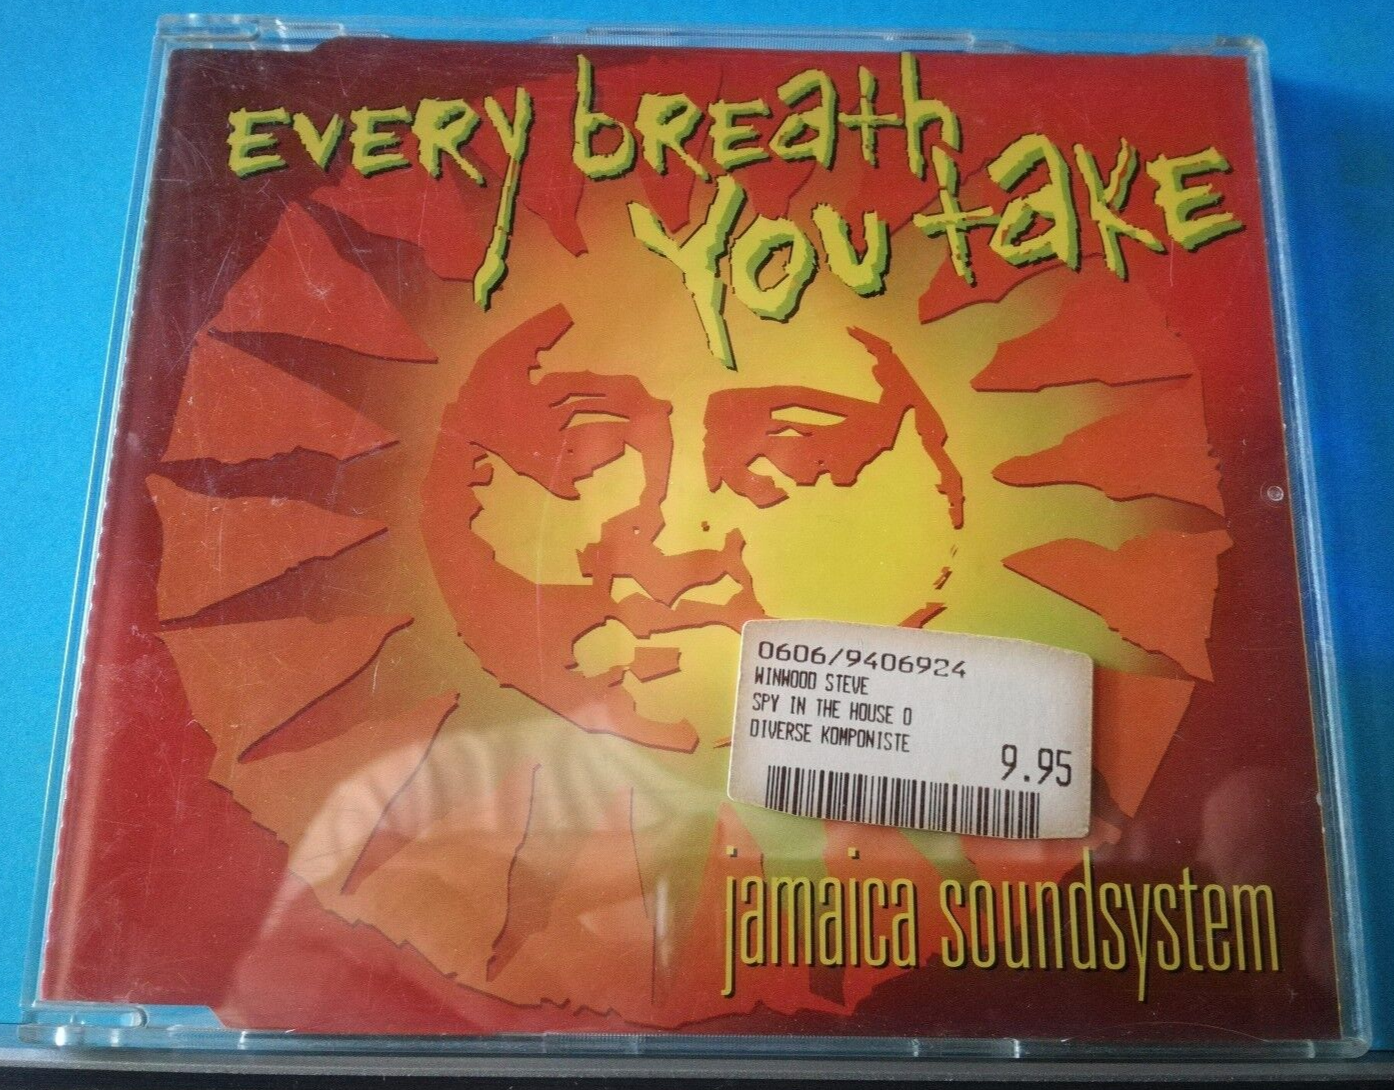 EVERY breath
you take
0606/9406924
WINWOOD STEVE
SPY IN THE HOUSE O
DIVERSE KOMPONISTE
9.95
jamaica soundsystem